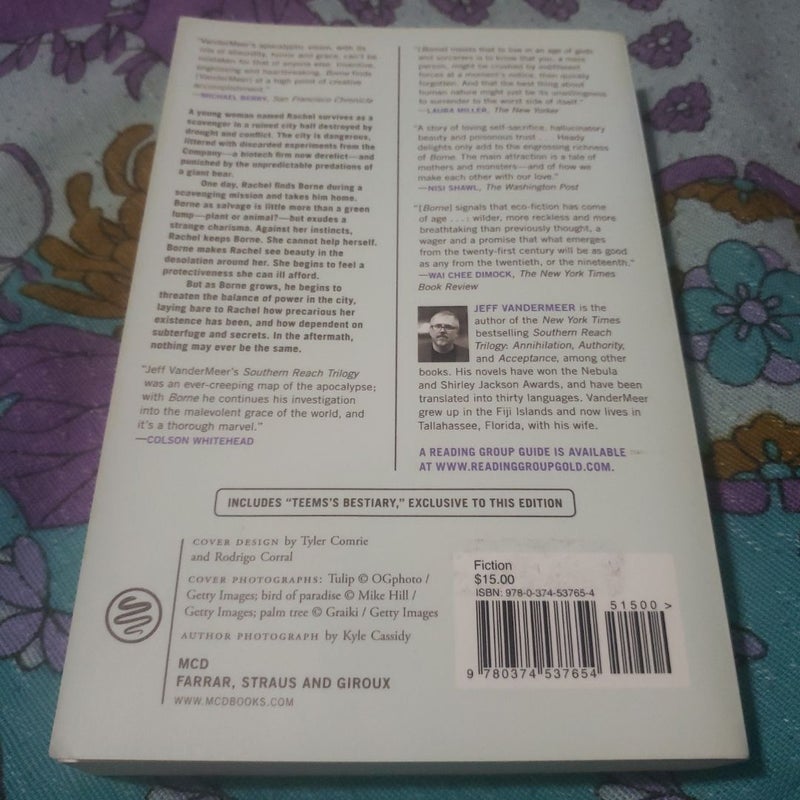 "VanderMeer's apocalyptic vision, with its
mix of absurdity, horror and grace, can't be
mistaken for that of anyone else. Inventive,
engrossing and heartbreaking, Borne finds
[VanderMeer] at a high point of creative
accomplishment."
—MICHAEL BERRY, San Francisco Chronicle
A young woman named Rachel survives as a
scavenger in a ruined city half destroyed by
drought and conflict. The city is dangerous,
littered with discarded experiments from the
Company—a biotech firm now derelict—and
punished by the unpredictable predations of
a giant bear.
One day, Rachel finds Borne during a
scavenging mission and takes him home.
Borne as salvage is little more than a green
lump—plant or animal?—but exudes a
strange charisma. Against her instincts,
Rachel keeps Borne. She cannot help herself.
Borne makes Rachel see beauty in the
desolation around her. She begins to feel a
protectiveness she can ill afford.
But as Borne grows, he begins to
threaten the balance of power in the city,
laying bare to Rachel how precarious her
existence has been, and how dependent on
subterfuge and secrets. In the aftermath,
nothing may ever be the same.
"Jeff VanderMeer's Southern Reach Trilogy
was an ever-creeping map of the apocalypse;
with Borne he continues his investigation
into the malevolent grace of the world, and
it's a thorough marvel."
—COLSON WHITEHEAD
"[Borne] insists that to live in an age of gods
and sorcerers is to know that you, a mere
person, might be crushed by indifferent
forces at a moment's notice, then quickly
forgotten. And that the best thing about
human nature might just be its unwillingness
to surrender to the worst side of itself."
—LAURA MILLER, The New Yorker
"A story of loving self-sacrifice, hallucinatory
beauty and poisonous trust . . . Heady
delights only add to the engrossing richness
of Borne. The main attraction is a tale of
mothers and monsters—and of how we
make each other with our love."
—NISI SHAWL, The Washington Post
"[Borne] signals that eco-fiction has come
of age . . . : wilder, more reckless and more
breathtaking than previously thought, a
wager and a promise that what emerges
from the twenty-first century will be as good
as any from the twentieth, or the nineteenth."
—WAI CHEE DIMOCK, The New York Times
Book Review
JEFF VANDERMEER is the
author of the New York Times
bestselling Southern Reach
Trilogy: Annihilation, Authority,
and Acceptance, among other
books. His novels have won the Nebula
and Shirley Jackson Awards, and have been
translated into thirty languages. VanderMeer
grew up in the Fiji Islands and now lives in
Tallahassee, Florida, with his wife.
A READING GROUP GUIDE IS AVAILABLE
AT WWW.READINGGROUPGOLD.COM.
INCLUDES "TEEMS'S BESTIARY," EXCLUSIVE TO THIS EDITION
COVER DESIGN by Tyler Comrie
and Rodrigo Corral
COVER PHOTOGRAPHS: Tulip © OGphoto /
Getty Images; bird of paradise © Mike Hill /
Getty Images; palm tree © Graiki / Getty Images
AUTHOR PHOTOGRAPH by Kyle Cassidy
MCD
FARRAR, STRAUS AND GIROUX
WWW.MCDBOOKS.COM
Fiction
$15.00
ISBN: 978-0-374-53765-4
51500 >
9 780374 537654